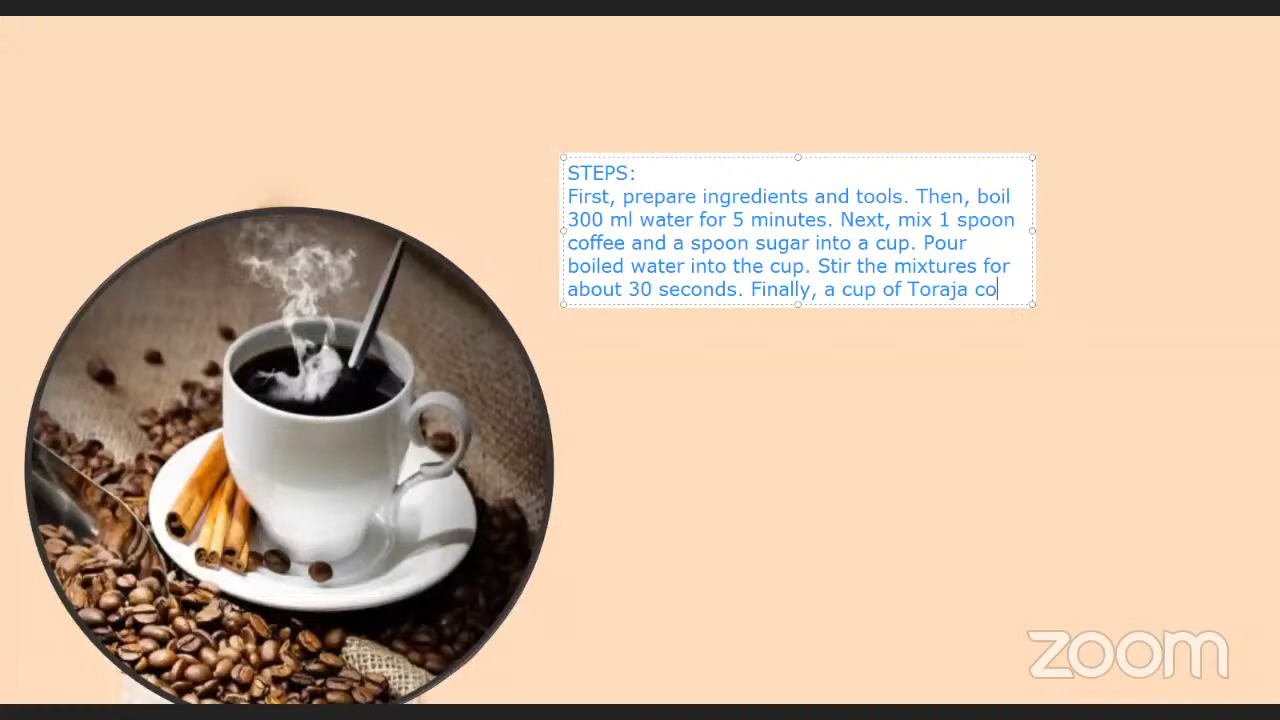 STEPS:
First, prepare ingredients and tools. Then, boil
300 ml water for 5 minutes. Next, mix 1 spoon
coffee and a spoon sugar into a cup. Pour
boiled water into the cup. Stir the mixtures for
about 30 seconds. Finally, a cup of Toraja co
zoom